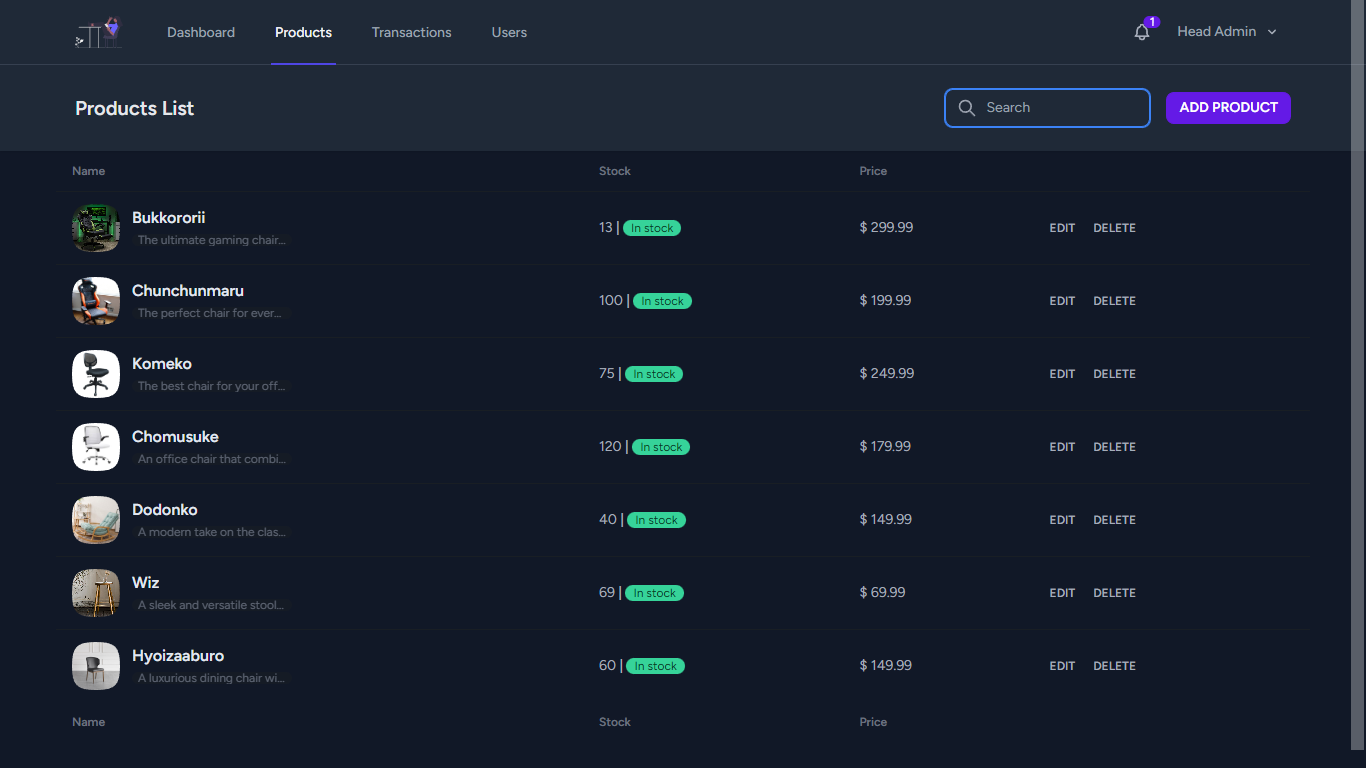 Dashboard Products Transactions Users 1 Head Admin
Products List Search ADD PRODUCT
Name Stock Price
Bukkororii
The ultimate gaming chair...
13 | In stock $ 299.99 EDIT DELETE
Chunchunmaru
The perfect chair for ever...
100 | In stock $ 199.99 EDIT DELETE
Komeko
The best chair for your off...
75 | In stock $ 249.99 EDIT DELETE
Chomusuke
An office chair that combi...
120 | In stock $ 179.99 EDIT DELETE
Dodonko
A modern take on the clas...
40 | In stock $ 149.99 EDIT DELETE
Wiz
A sleek and versatile stool...
69 | In stock $ 69.99 EDIT DELETE
Hyoizaaburo
A luxurious dining chair wi...
60 | In stock $ 149.99 EDIT DELETE
Name Stock Price